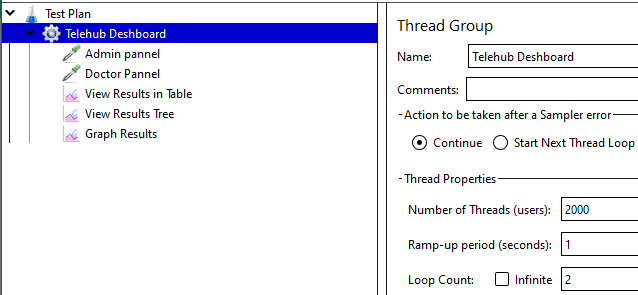 Test Plan
Telehub Deshboard
Admin pannel
Doctor Pannel
View Results in Table
View Results Tree
Graph Results
Thread Group
Name: Telehub Deshboard
Comments:
Action to be taken after a Sampler error
Continue Start Next Thread Loop
Thread Properties
Number of Threads (users): 2000
Ramp-up period (seconds): 1
Loop Count: Infinite 2